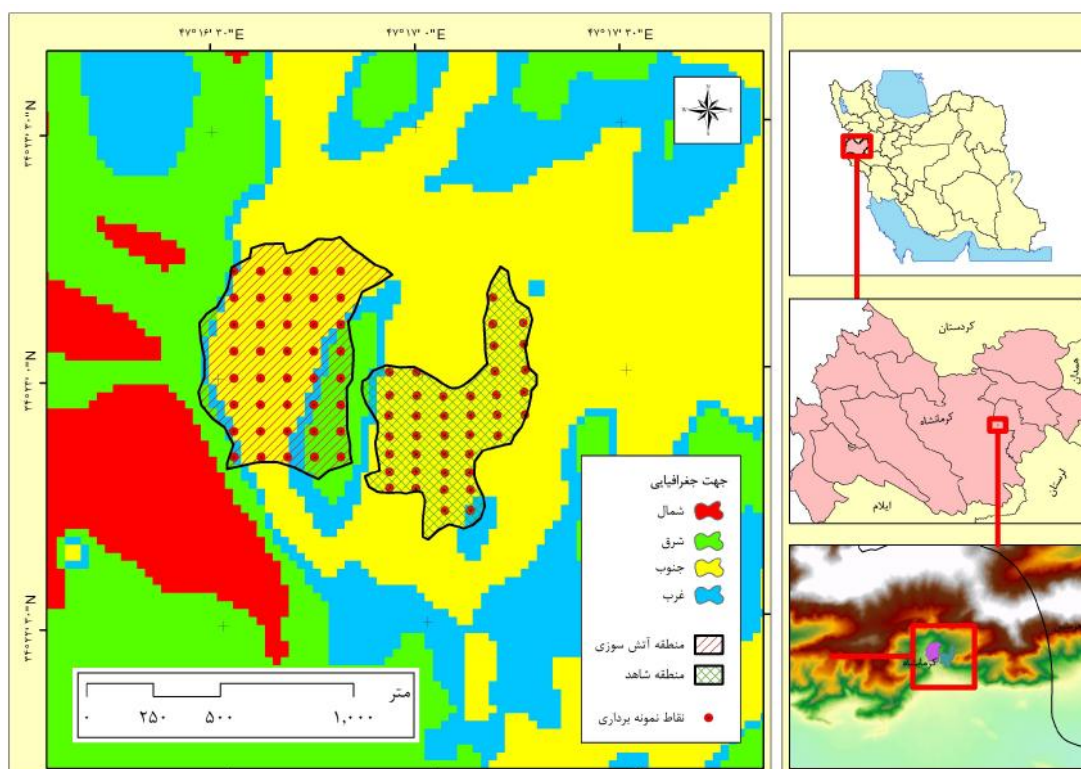 ۴۷°۱۶'۳۰"E
۴۷°۱۷'۰"E
۴۷°۱۷'۳۰"E
N
E
S
W
جهت جغرافیایی
شمال
شرق
جنوب
غرب
منطقه آتش سوزی
منطقه شاهد
نقاط نمونه برداری
متر
۰ ۲۵۰ ۵۰۰ ۱,۰۰۰
کردستان
همدان
کرمانشاه
لرستان
ایلام
کرمانشاه